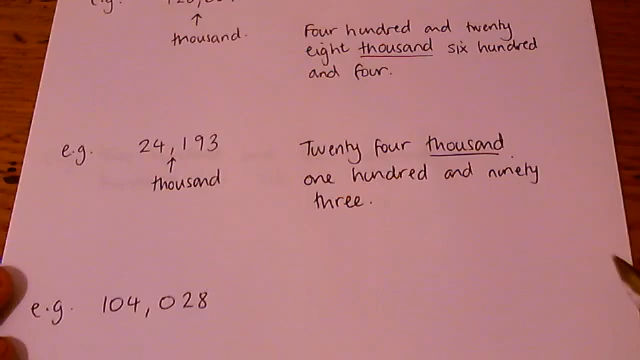 e.g.
thousand.
Four hundred and twenty
eight thousand six hundred
and four.
e.g. 24,193
thousand
Twenty four thousand
one hundred and ninety
three.
e.g. 104,028